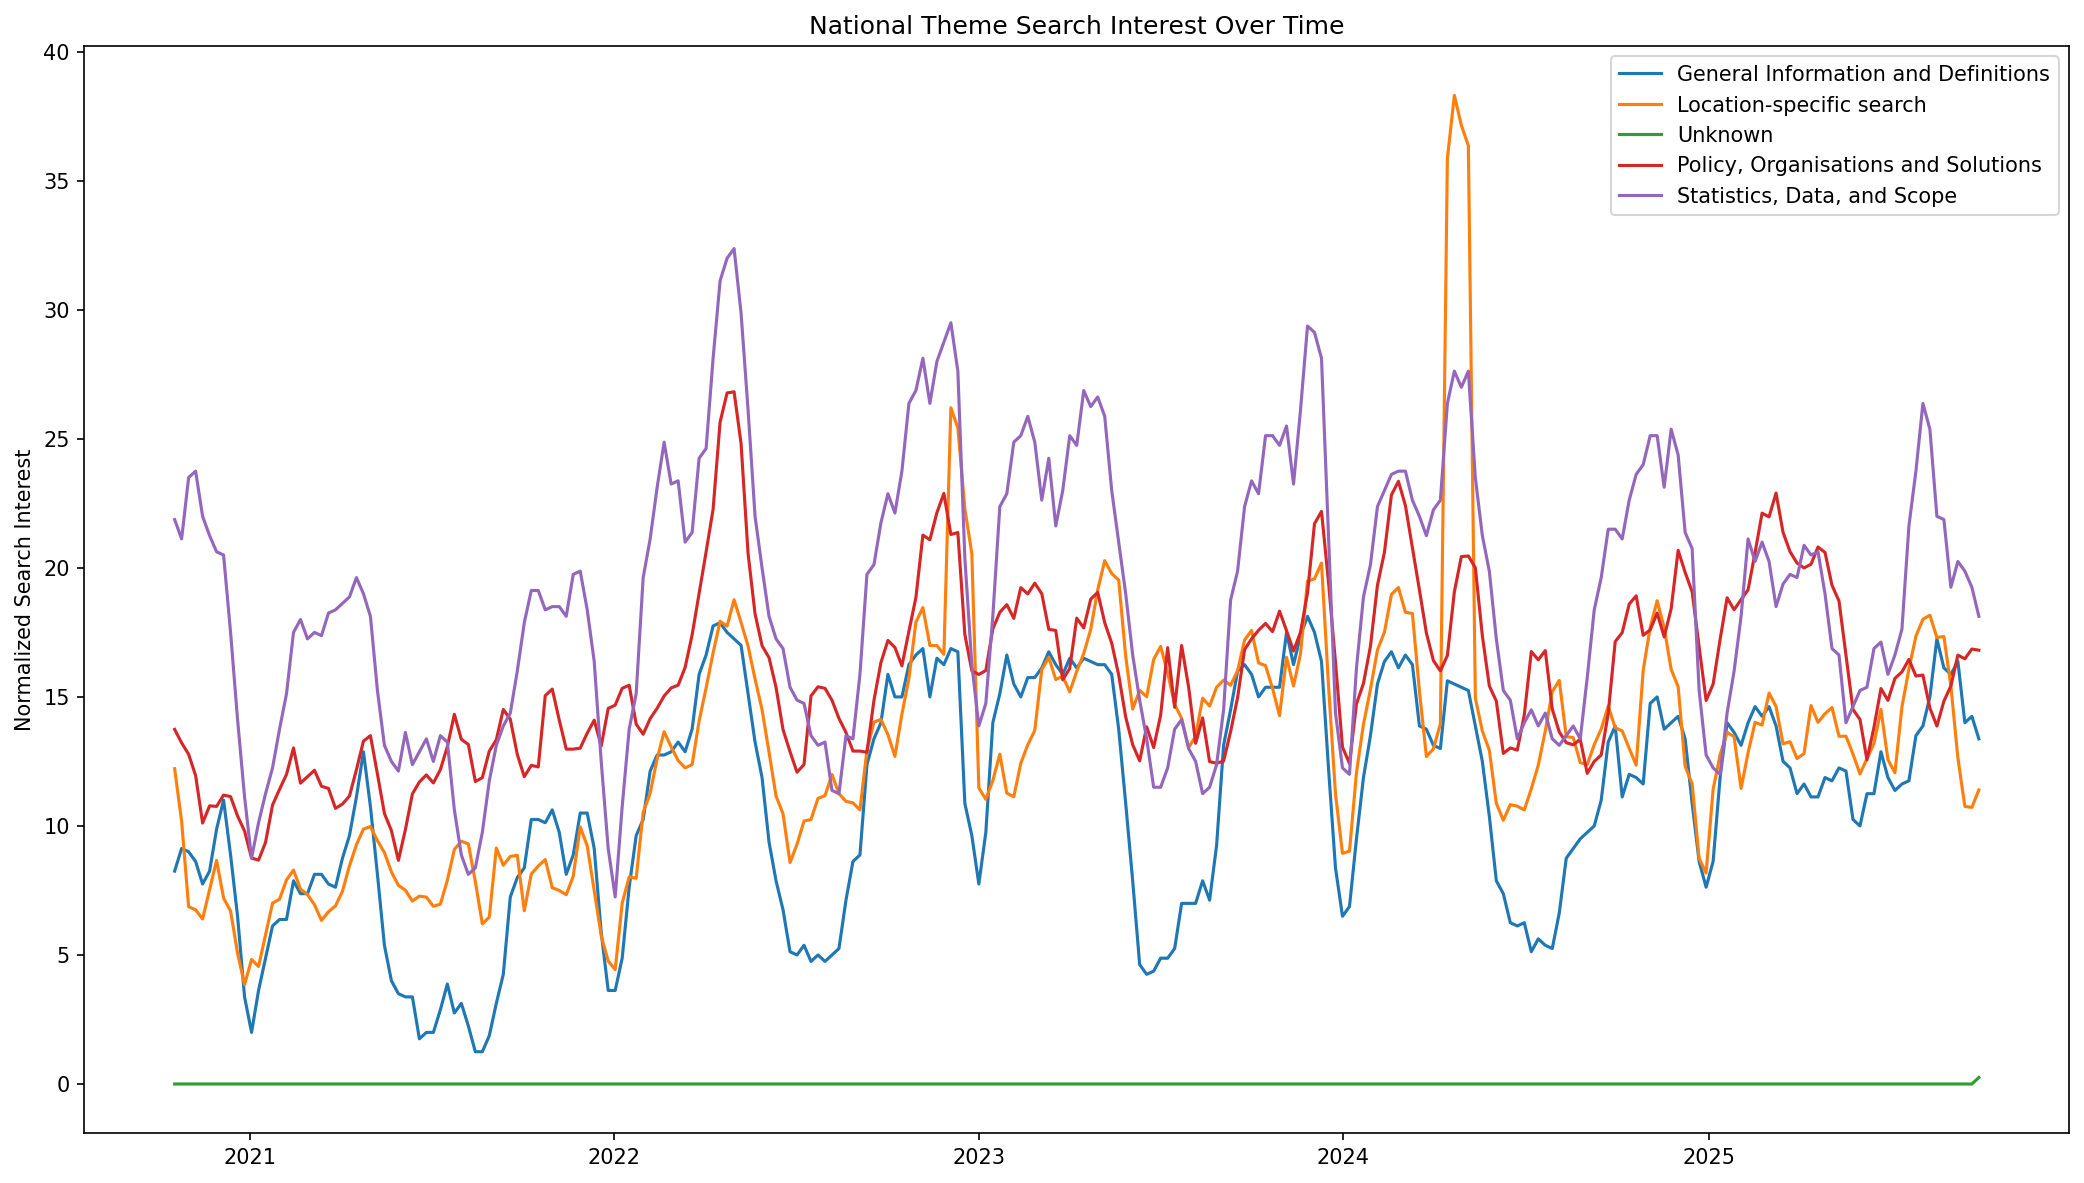 National Theme Search Interest Over Time
40
35
30
25
20
15
10
5
0
Normalized Search Interest
2021
2022
2023
2024
2025
General Information and Definitions
Location-specific search
Unknown
Policy, Organisations and Solutions
Statistics, Data, and Scope